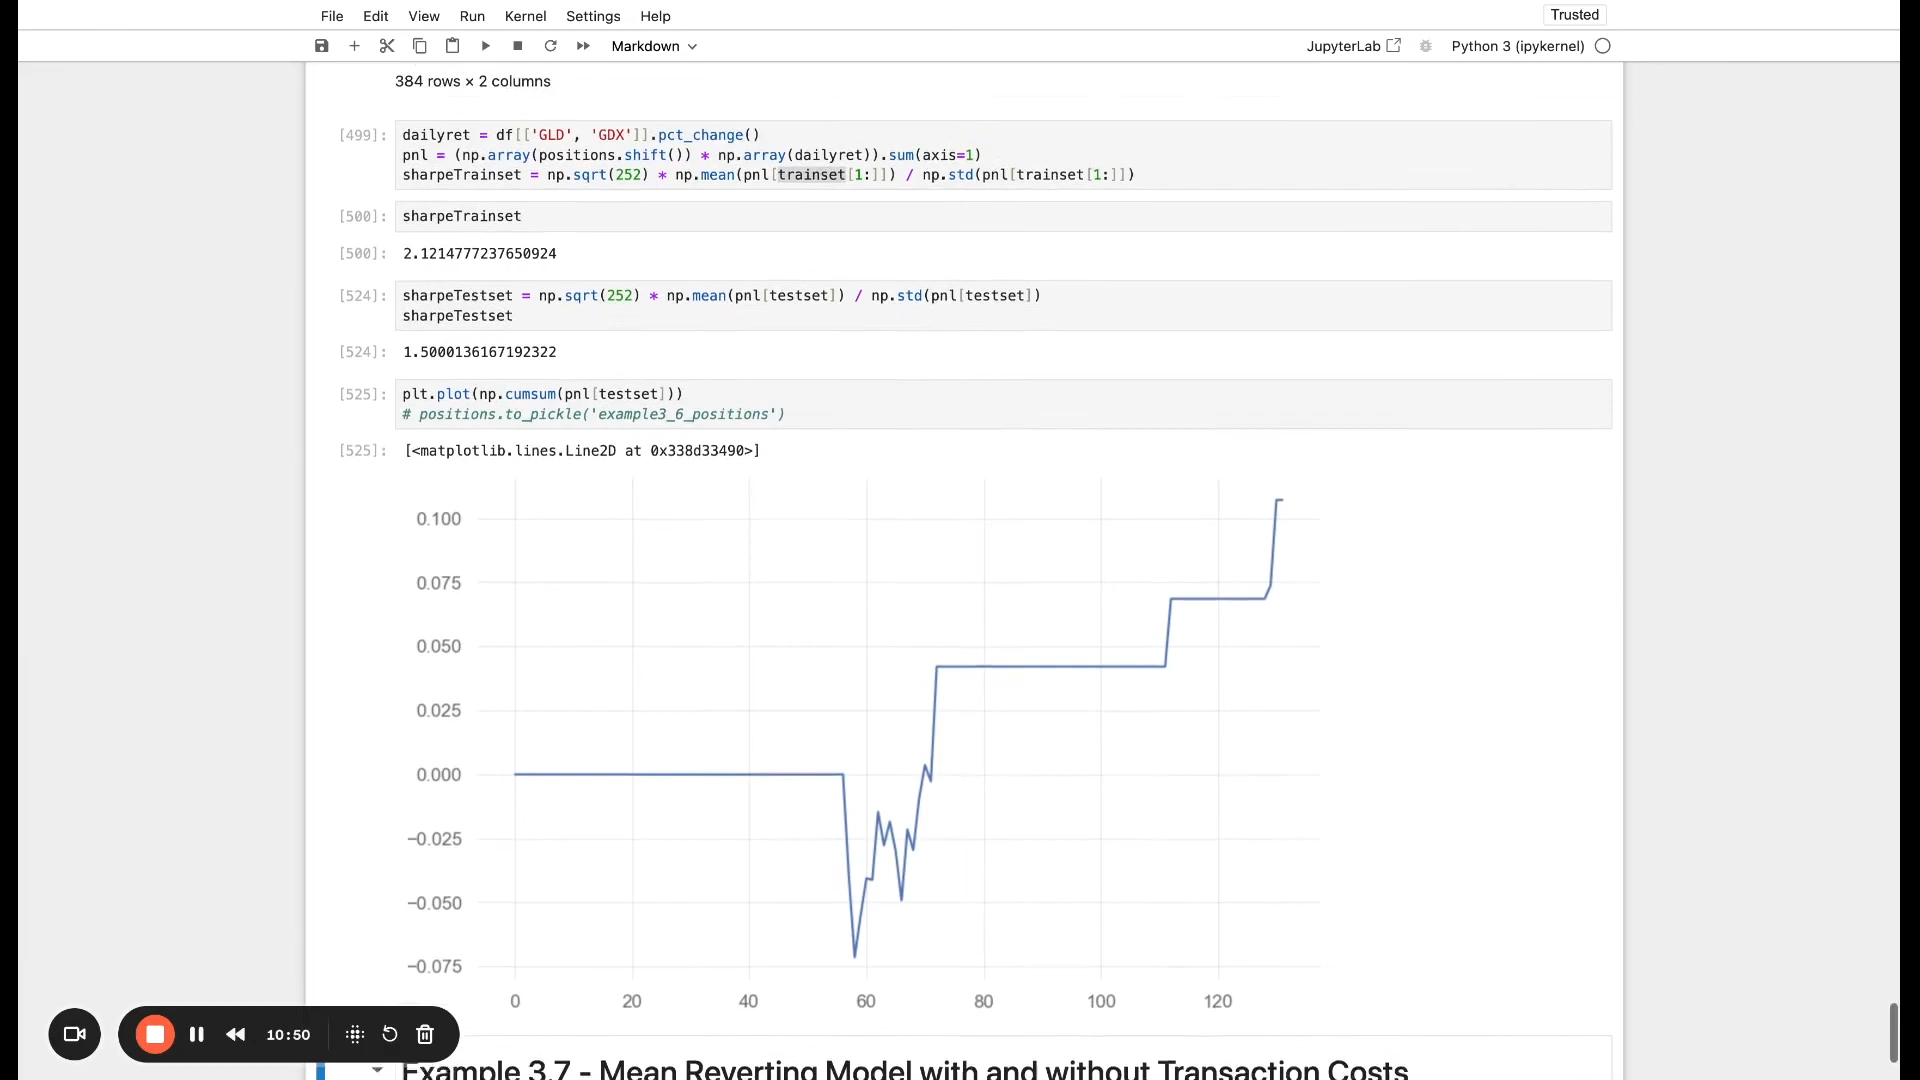 File Edit View Run Kernel Settings Help
Trusted
Markdown
JupyterLab
Python 3 (ipykernel)
384 rows × 2 columns
[499]: dailyret = df[['GLD', 'GDX']].pct_change()
pnl = (np.array(positions.shift()) * np.array(dailyret)).sum(axis=1)
sharpeTrainset = np.sqrt(252) * np.mean(pnl[trainset[1:]]) / np.std(pnl[trainset[1:]])
[500]: sharpeTrainset
[500]: 2.1214777237650924
[524]: sharpeTestset = np.sqrt(252) * np.mean(pnl[testset]) / np.std(pnl[testset])
sharpeTestset
[524]: 1.5000136167192322
[525]: plt.plot(np.cumsum(pnl[testset]))
# positions.to_pickle('example3_6_positions')
[525]: [<matplotlib.lines.Line2D at 0x338d33490>]
0.100
0.075
0.050
0.025
0.000
−0.025
−0.050
−0.075
0 20 40 60 80 100 120
10:50
Example 3.7 - Mean Reverting Model with and without Transaction Costs